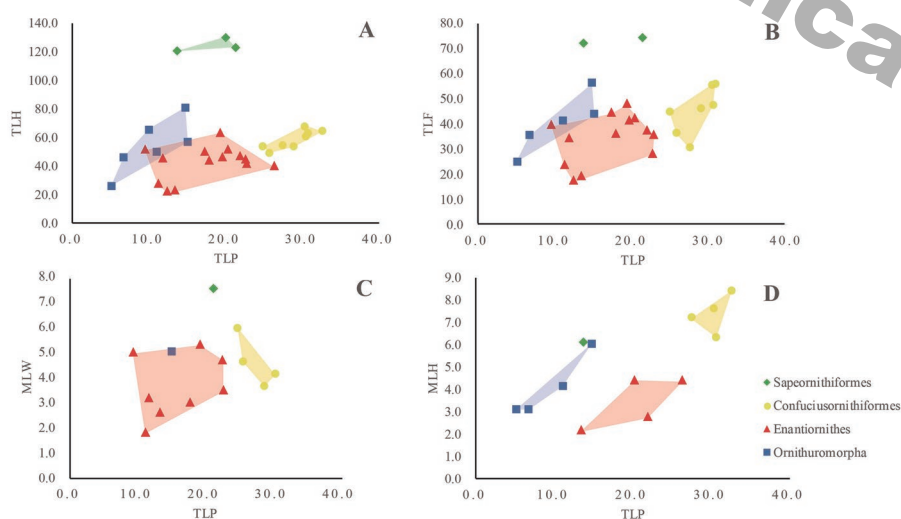 A
TLH
140.0
120.0
100.0
80.0
60.0
40.0
20.0
0.0
0.0 10.0 20.0 30.0 40.0
TLP
B
TLF
80.0
70.0
60.0
50.0
40.0
30.0
20.0
10.0
0.0
0.0 10.0 20.0 30.0 40.0
TLP
C
MLW
8.0
7.0
6.0
5.0
4.0
3.0
2.0
1.0
0.0
0.0 10.0 20.0 30.0 40.0
TLP
D
MLH
9.0
8.0
7.0
6.0
5.0
4.0
3.0
2.0
1.0
0.0
0.0 10.0 20.0 30.0 40.0
TLP
Sapeornithiformes
Confuciusornithiformes
Enantiornithes
Ornithuromorpha